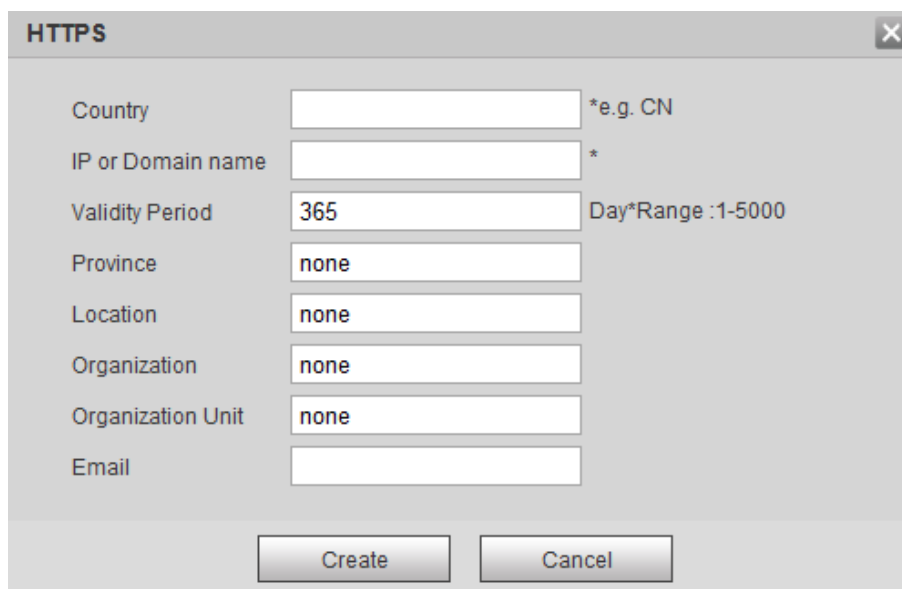 HTTPS
Country *e.g. CN
IP or Domain name *
Validity Period 365 Day*Range :1-5000
Province none
Location none
Organization none
Organization Unit none
Email
Create Cancel